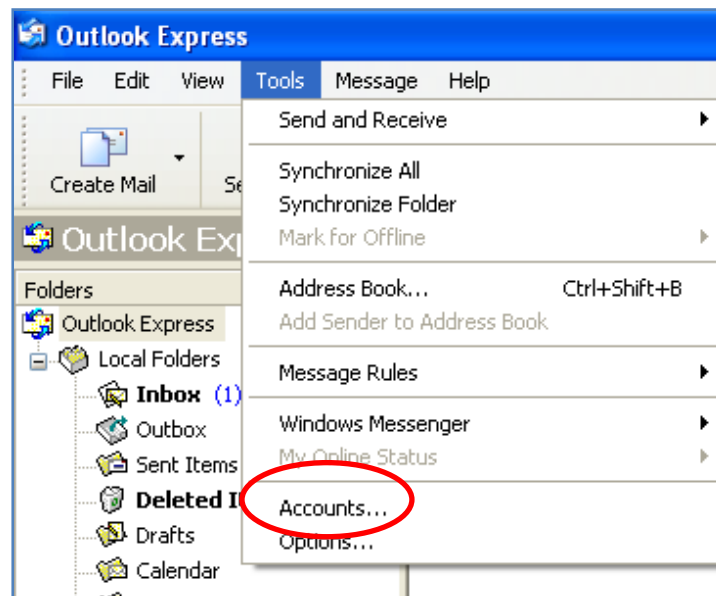 Outlook Express
File Edit View Tools Message Help
Send and Receive
Create Mail
Synchronize All
Synchronize Folder
Mark for Offline
Outlook
Folders
Address Book... Ctrl+Shift+B
Outlook Express
Add Sender to Address Book
Local Folders
Message Rules
Inbox (1)
Outbox
Windows Messenger
Sent Items
My Online Status
Deleted
Accounts...
Drafts
Options...
Calendar